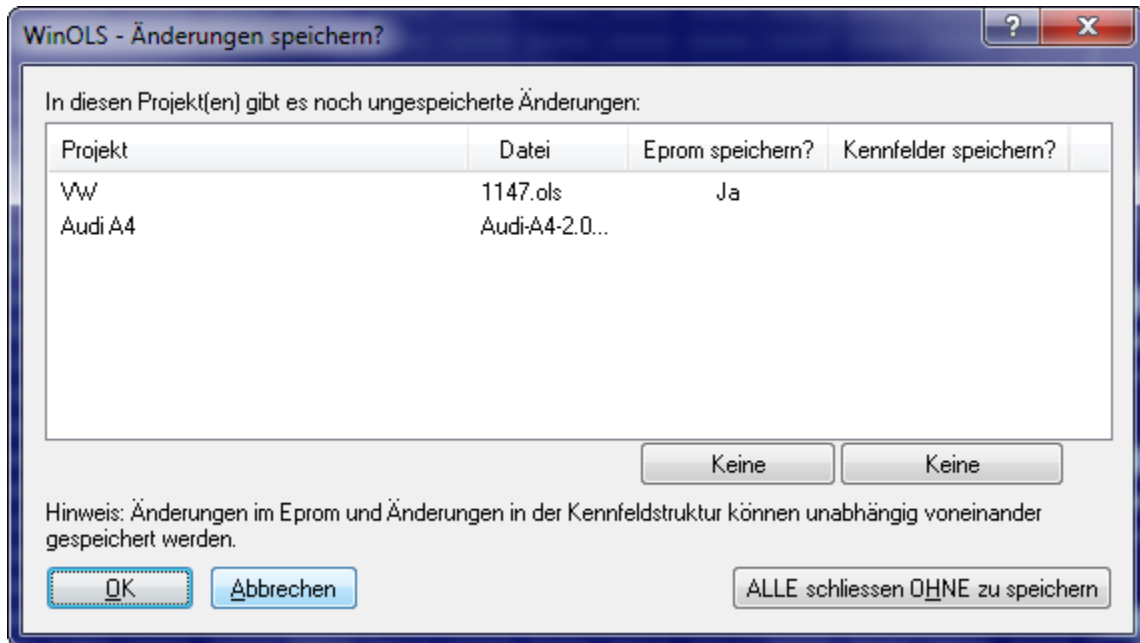 WinOLS - Änderungen speichern?
?
In diesen Projekt(en) gibt es noch ungespeicherte Änderungen:
Projekt Datei Eprom speichern? Kennfelder speichern?
VW 1147.ols Ja
Audi A4 Audi-A4-2.0...
Keine Keine
Hinweis: Änderungen im Eprom und Änderungen in der Kennfeldstruktur können unabhängig voneinander
gespeichert werden.
OK Abbrechen ALLE schliessen OHNE zu speichern